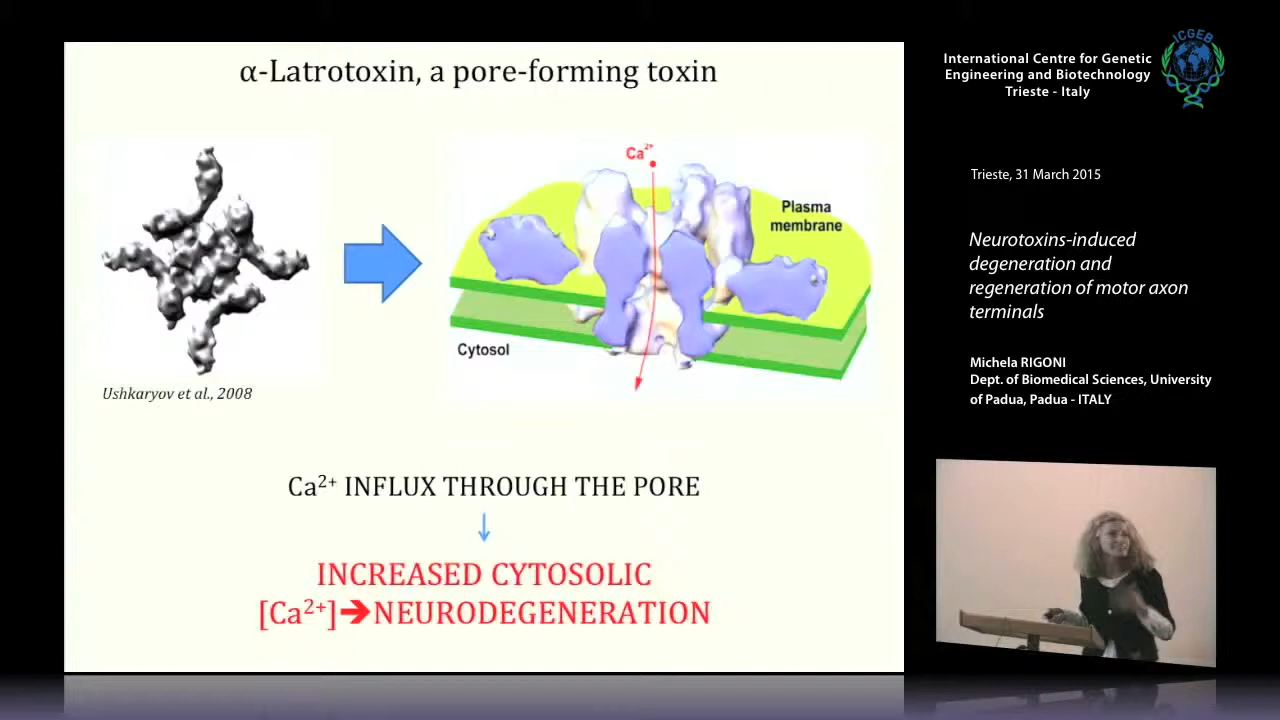 α-Latrotoxin, a pore-forming toxin
Ca²⁺
Plasma
membrane
Cytosol
Ushkaryov et al., 2008
Ca²⁺ INFLUX THROUGH THE PORE
INCREASED CYTOSOLIC
[Ca²⁺]➔NEURODEGENERATION
International Centre for Genetic
Engineering and Biotechnology
Trieste - Italy
ICGEB
Trieste, 31 March 2015
Neurotoxins-induced
degeneration and
regeneration of motor axon
terminals
Michela RIGONI
Dept. of Biomedical Sciences, University
of Padua, Padua - ITALY